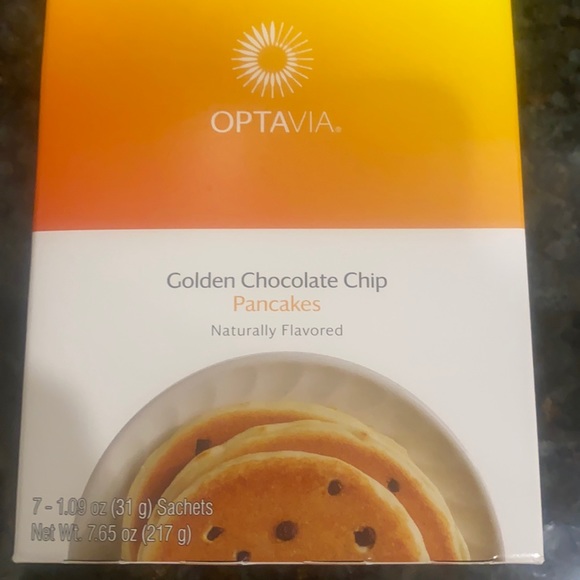 OPTAVIA®
Golden Chocolate Chip
Pancakes
Naturally Flavored
7 - 1.09 oz (31 g) Sachets
Net Wt. 7.65 oz (217 g)